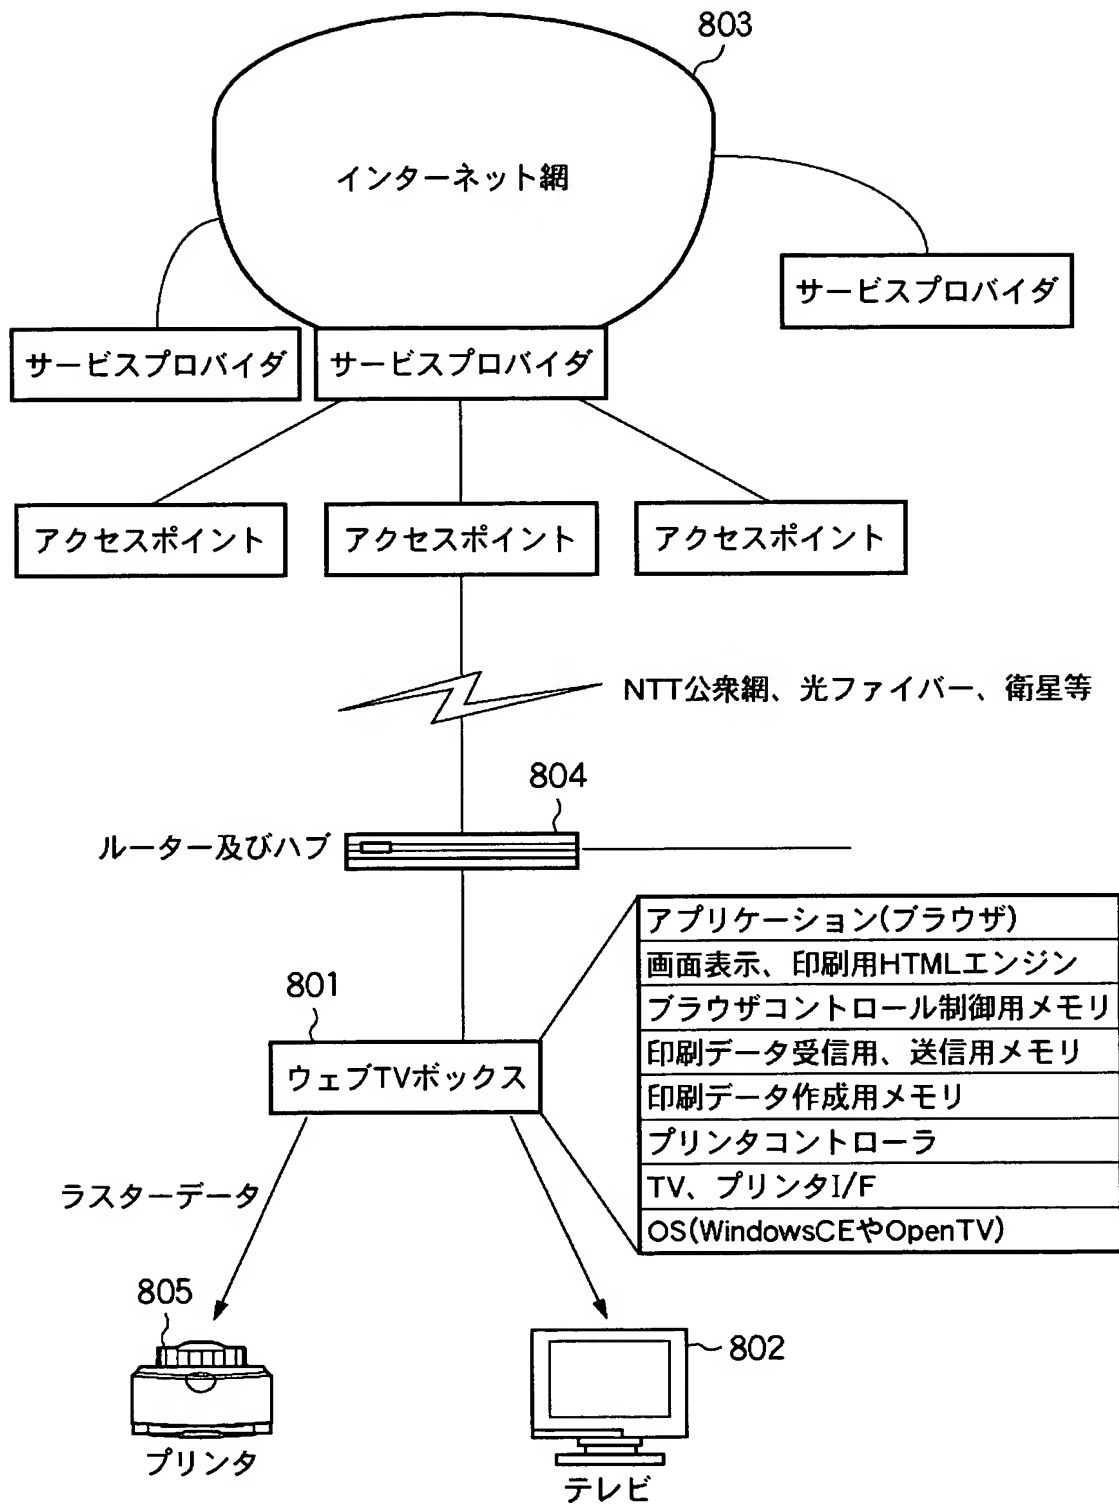 803
インターネット網
サービスプロバイダ
サービスプロバイダ
サービスプロバイダ
アクセスポイント
アクセスポイント
アクセスポイント
NTT公衆網、光ファイバー、衛星等
804
ルーター及びハブ
801
ウェブTVボックス
アプリケーション(ブラウザ)
画面表示、印刷用HTMLエンジン
ブラウザコントロール制御用メモリ
印刷データ受信用、送信用メモリ
印刷データ作成用メモリ
プリンタコントローラ
TV、プリンタI/F
OS(WindowsCEやOpenTV)
ラスターデータ
805
プリンタ
802
テレビ